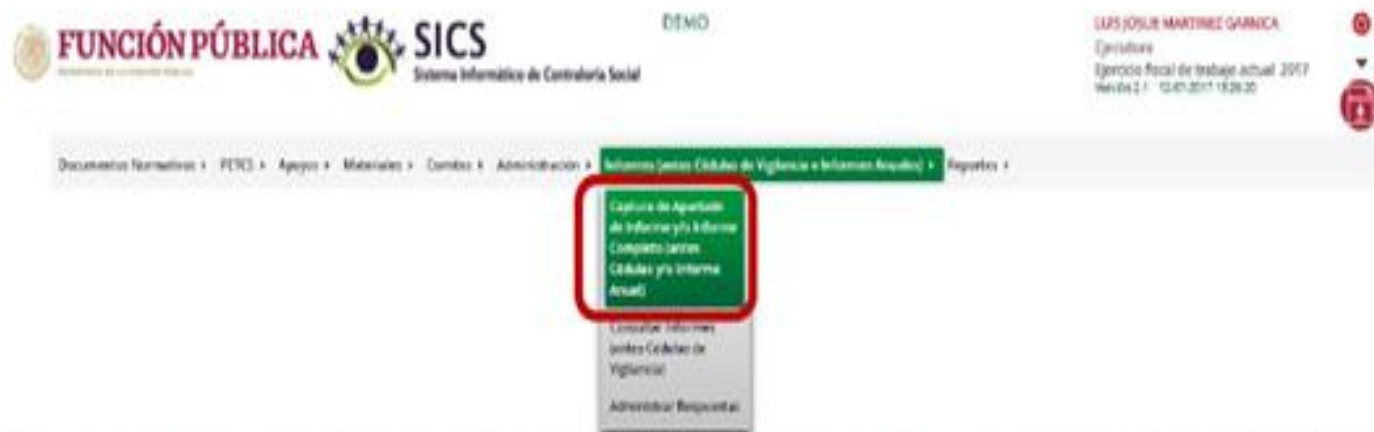 DEMO
FUNCIÓN PÚBLICA
SICS
Sistema Informático de Contraloría Social
LUIS JOSUE MARTINEZ GARNICA
Ejecutora
Ejercicio fiscal de trabajo actual 2017
Documentos Normativos PETCS Apoyos Materiales Comités Administración Informes (antes Cédulas de Vigilancia e Informes Anuales) Reportes
Captura de Apartado
de Informe y/o Informe
Completo (antes
Cédulas y/o Informe
Anual)
Consultar Informes
(antes Cédulas de
Vigilancia)
Administrar Respuestas